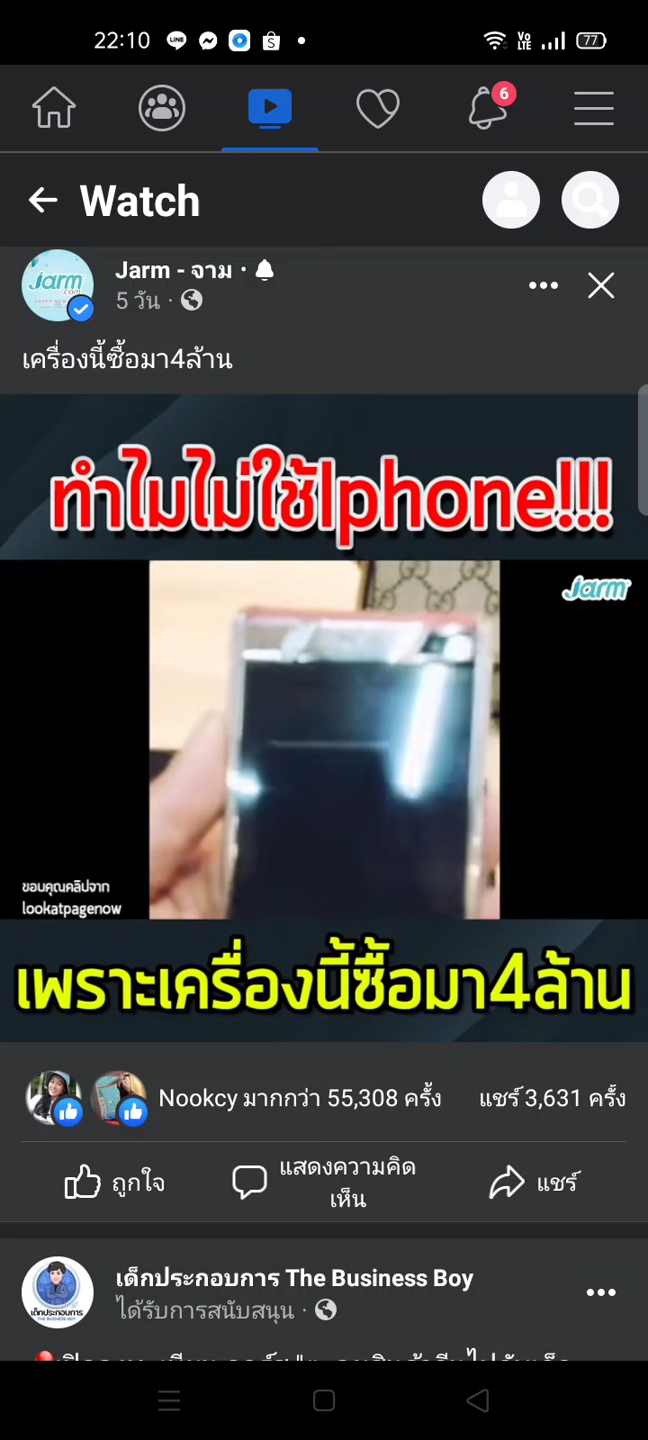 22:10
Vo LTE 77
6
Watch
Jarm - จาม ·
5 วัน ·
เครื่องนี้ซื้อมา4ล้าน
ทำไมไม่ใช้Iphone!!!
Jarm
ขอบคุณคลิปจาก
lookatpagenow
เพราะเครื่องนี้ซื้อมา4ล้าน
Nookcy มากกว่า 55,308 ครั้ง แชร์ 3,631 ครั้ง
ถูกใจ
แสดงความคิด
เห็น
แชร์
เด็กประกอบการ The Business Boy
ได้รับการสนับสนุน ·